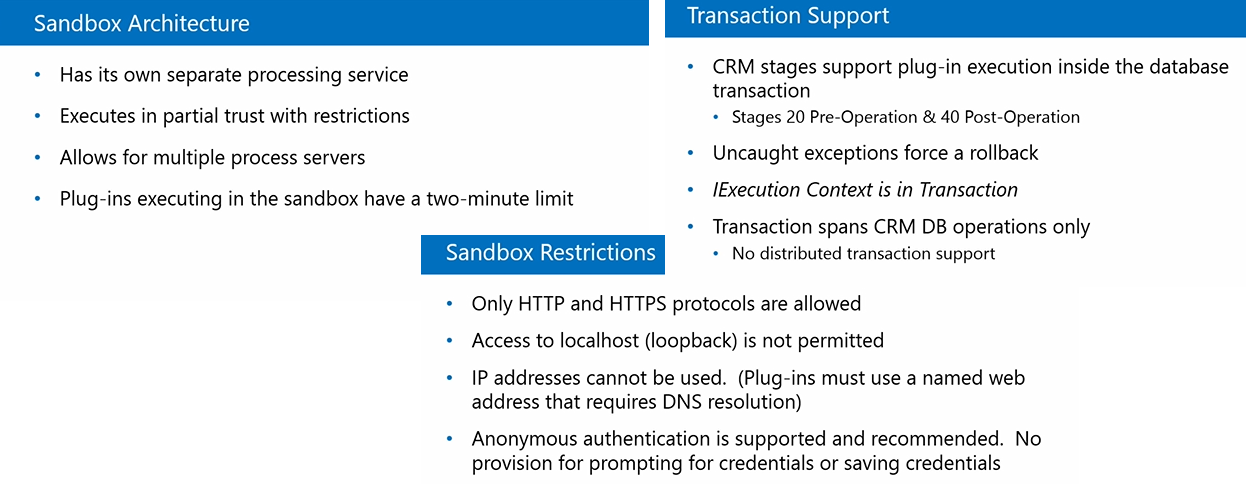 Sandbox Architecture
• Has its own separate processing service
• Executes in partial trust with restrictions
• Allows for multiple process servers
• Plug-ins executing in the sandbox have a two-minute limit
Transaction Support
• CRM stages support plug-in execution inside the database
transaction
• Stages 20 Pre-Operation & 40 Post-Operation
• Uncaught exceptions force a rollback
• IExecution Context is in Transaction
• Transaction spans CRM DB operations only
• No distributed transaction support
Sandbox Restrictions
• Only HTTP and HTTPS protocols are allowed
• Access to localhost (loopback) is not permitted
• IP addresses cannot be used.  (Plug-ins must use a named web
address that requires DNS resolution)
• Anonymous authentication is supported and recommended.  No
provision for prompting for credentials or saving credentials